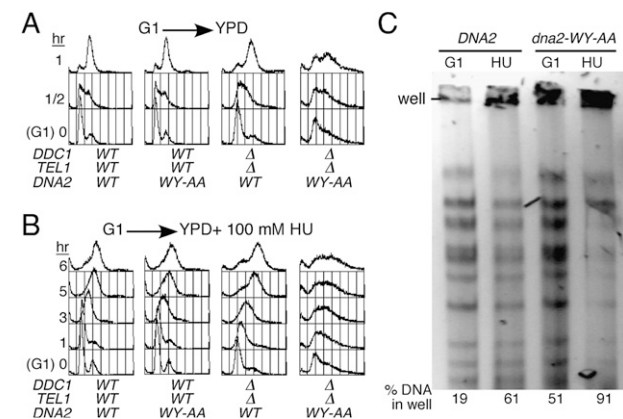 A
G1 → YPD
hr
1
1/2
(G1) 0
DDC1 WT WT Δ Δ
TEL1 WT WT Δ Δ
DNA2 WT WY-AA WT WY-AA
B
G1 → YPD+ 100 mM HU
hr
6
5
3
1
(G1) 0
DDC1 WT WT Δ Δ
TEL1 WT WT Δ Δ
DNA2 WT WY-AA WT WY-AA
C
DNA2 dna2-WY-AA
G1 HU G1 HU
well
% DNA in well
19 61 51 91